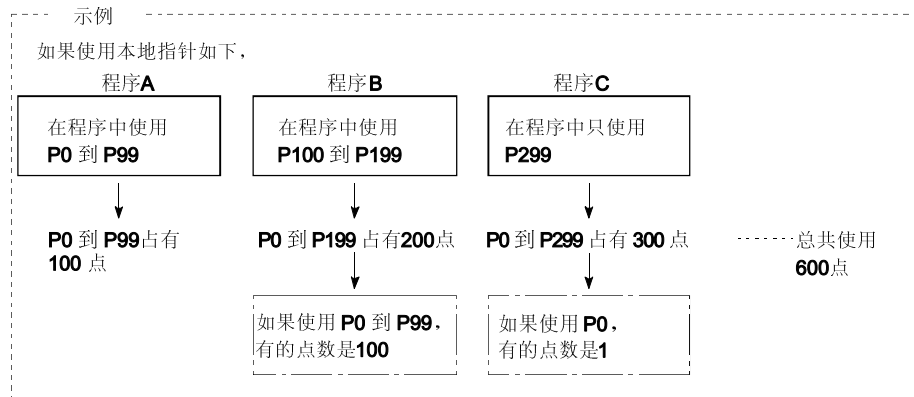 示例
如果使用本地指针如下，
程序A
程序B
程序C
在程序中使用
P0 到 P99
在程序中使用
P100 到 P199
在程序中只使用
P299
P0 到 P99占有
100 点
P0 到 P199 占有200点
P0 到 P299 占有 300 点
总共使用
600点
如果使用 P0 到 P99，
有的点数是100
如果使用 P0，
有的点数是1